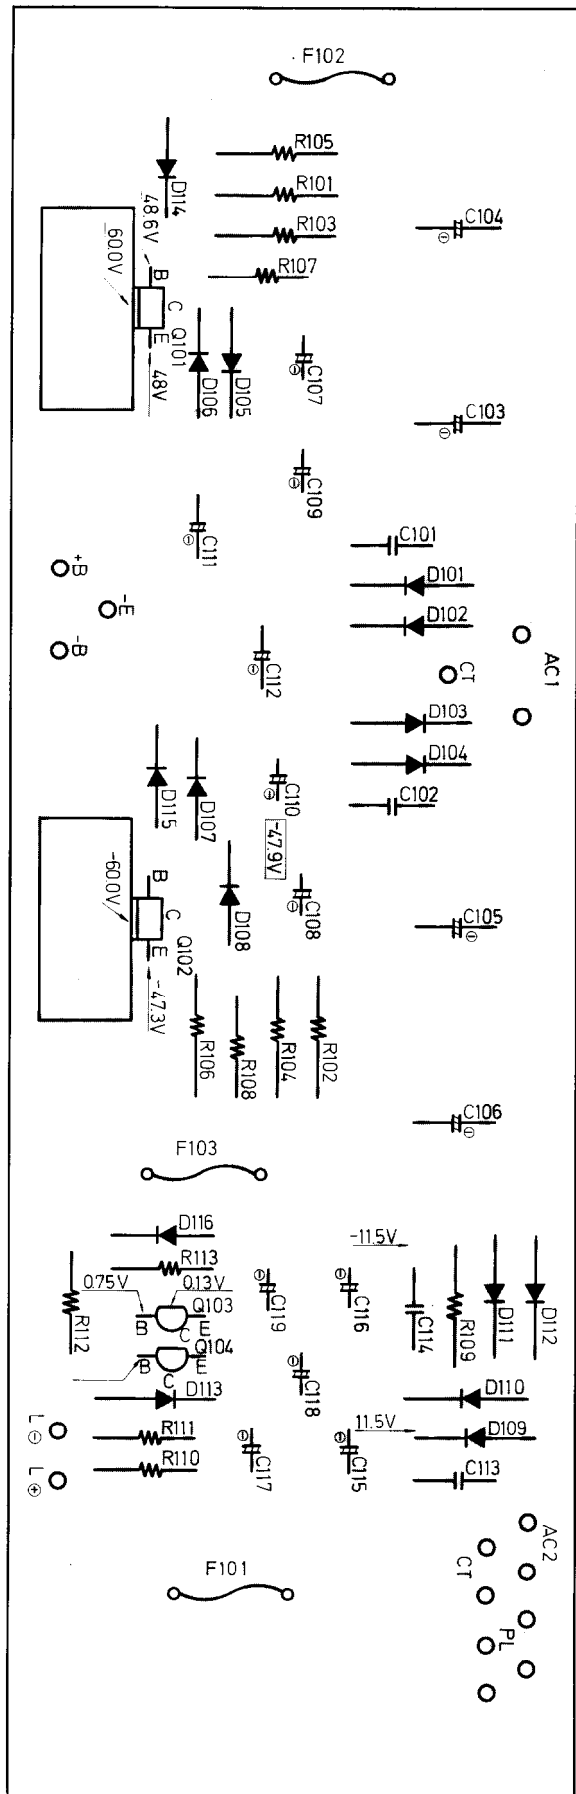 F102
R105
R101
R103
R107
D114
48.6V
60.0V
B
C
E
Q101
48V
D106
D105
C104
C107
C103
C109
C111
C101
D101
D102
+B
-E
-B
AC1
CT
C112
D103
D104
C102
C110
-47.9V
D115
D107
-60.0V
B
C
E
Q102
-47.3V
D108
C108
C105
R106
R108
R104
R102
C106
F103
D116
R113
0.75V
0.13V
Q103
B
C
E
Q104
B
C
E
R112
D113
R111
R110
L ⊖
L ⊕
C119
C116
-11.5V
C114
R109
D111
D112
C118
D110
11.5V
D109
C117
C115
C113
AC2
CT
PL
F101